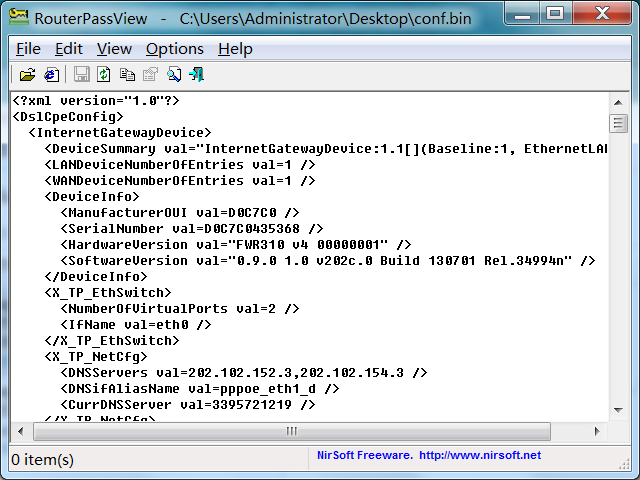 RouterPassView - C:\Users\Administrator\Desktop\conf.bin
File Edit View Options Help
<?xml version="1.0"?>
<DslCpeConfig>
<InternetGatewayDevice>
<DeviceSummary val="InternetGatewayDevice:1.1[](Baseline:1, EthernetLAN
<LANDeviceNumberOfEntries val=1 />
<WANDeviceNumberOfEntries val=1 />
<DeviceInfo>
<ManufacturerOUI val=D0C7C0 />
<SerialNumber val=D0C7C0435368 />
<HardwareVersion val="FWR310 v4 00000001" />
<SoftwareVersion val="0.9.0 1.0 v202c.0 Build 130701 Rel.34994n" />
</DeviceInfo>
<X_TP_EthSwitch>
<NumberOfVirtualPorts val=2 />
<IfName val=eth0 />
</X_TP_EthSwitch>
<X_TP_NetCfg>
<DNSServers val=202.102.152.3,202.102.154.3 />
<DNSifAliasName val=pppoe_eth1_d />
<CurrDNSServer val=3395721219 />
</X_TP_NetCfg>
0 item(s)
NirSoft Freeware. http://www.nirsoft.net